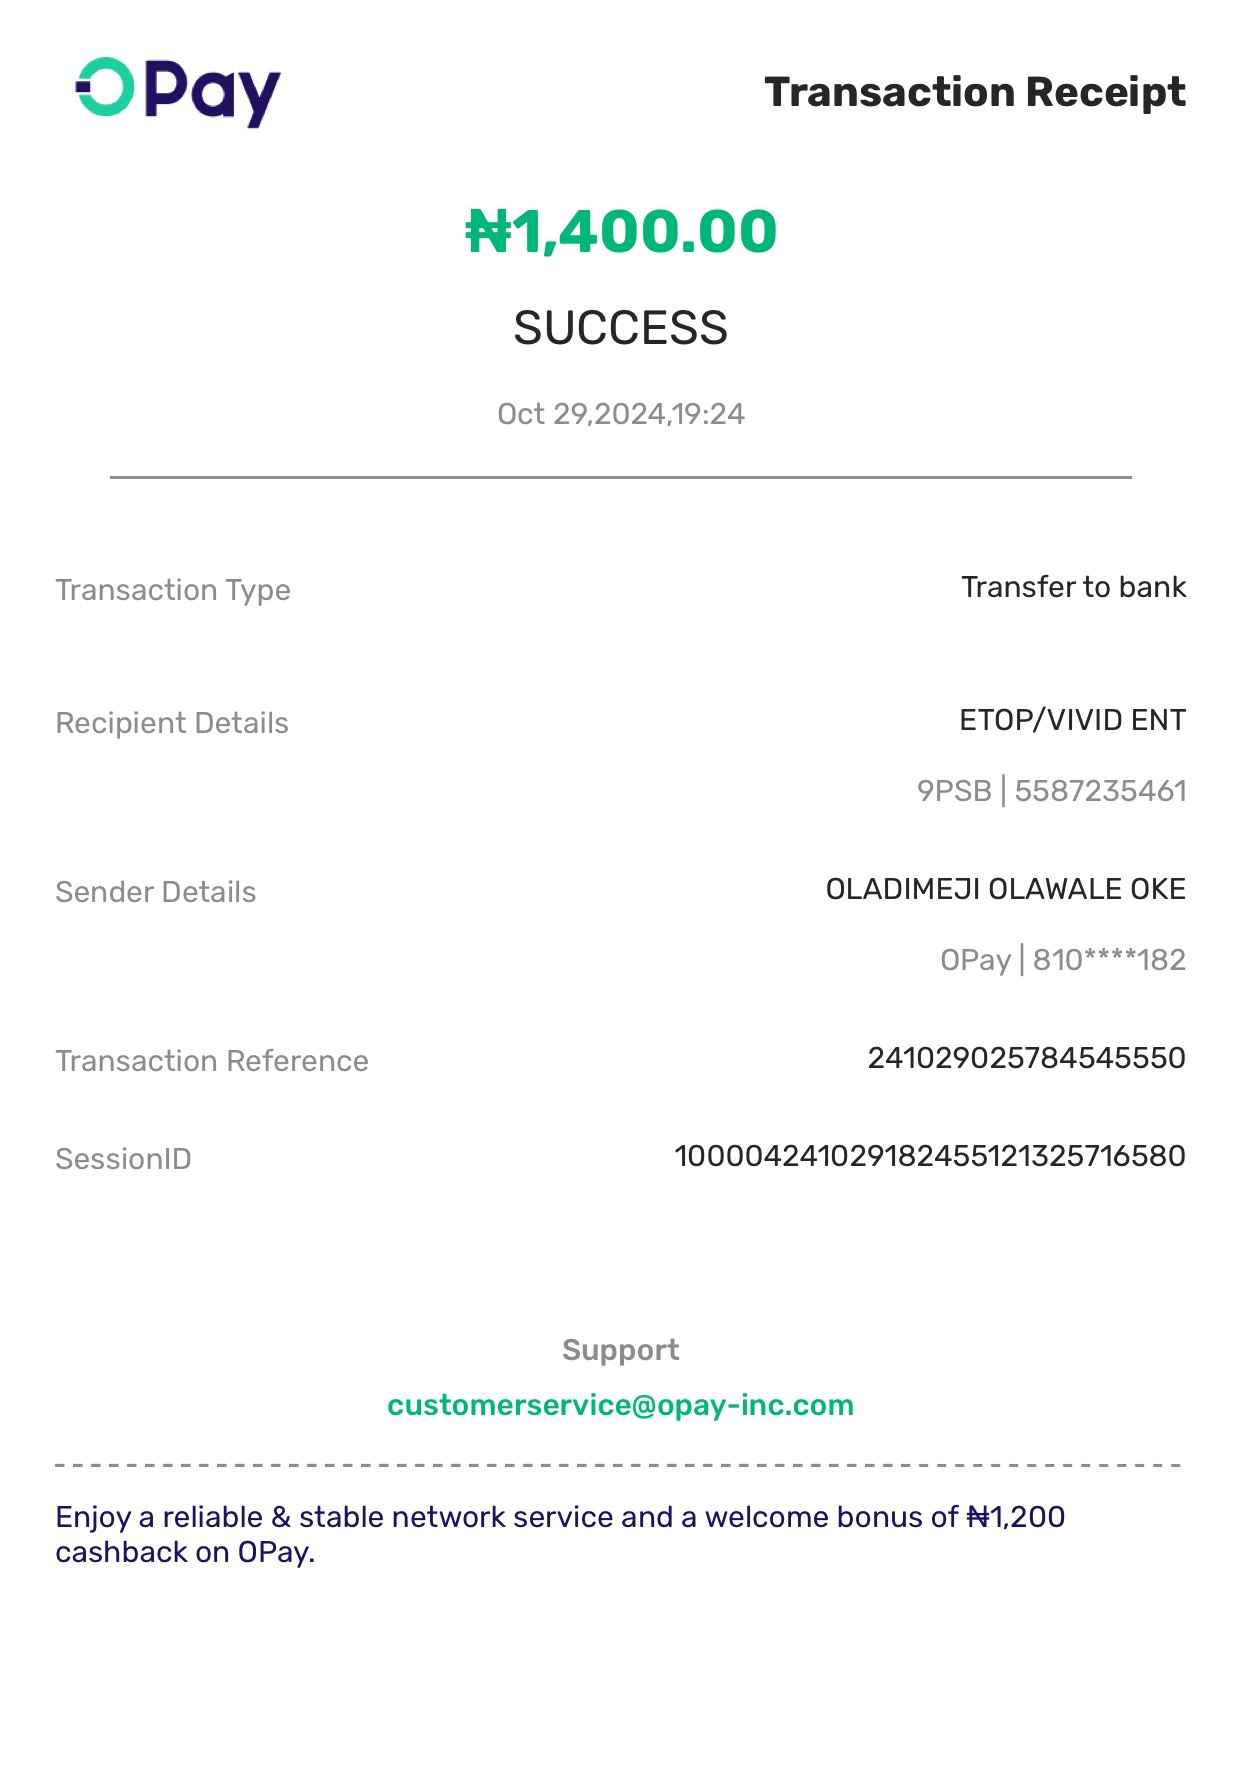 OPay
Transaction Receipt
₦1,400.00
SUCCESS
Oct 29,2024,19:24
Transaction Type
Transfer to bank
Recipient Details
ETOP/VIVID ENT
9PSB | 5587235461
Sender Details
OLADIMEJI OLAWALE OKE
OPay | 810****182
Transaction Reference
241029025784545550
SessionID
100004241029182455121325716580
Support
customerservice@opay-inc.com
Enjoy a reliable & stable network service and a welcome bonus of ₦1,200
cashback on OPay.